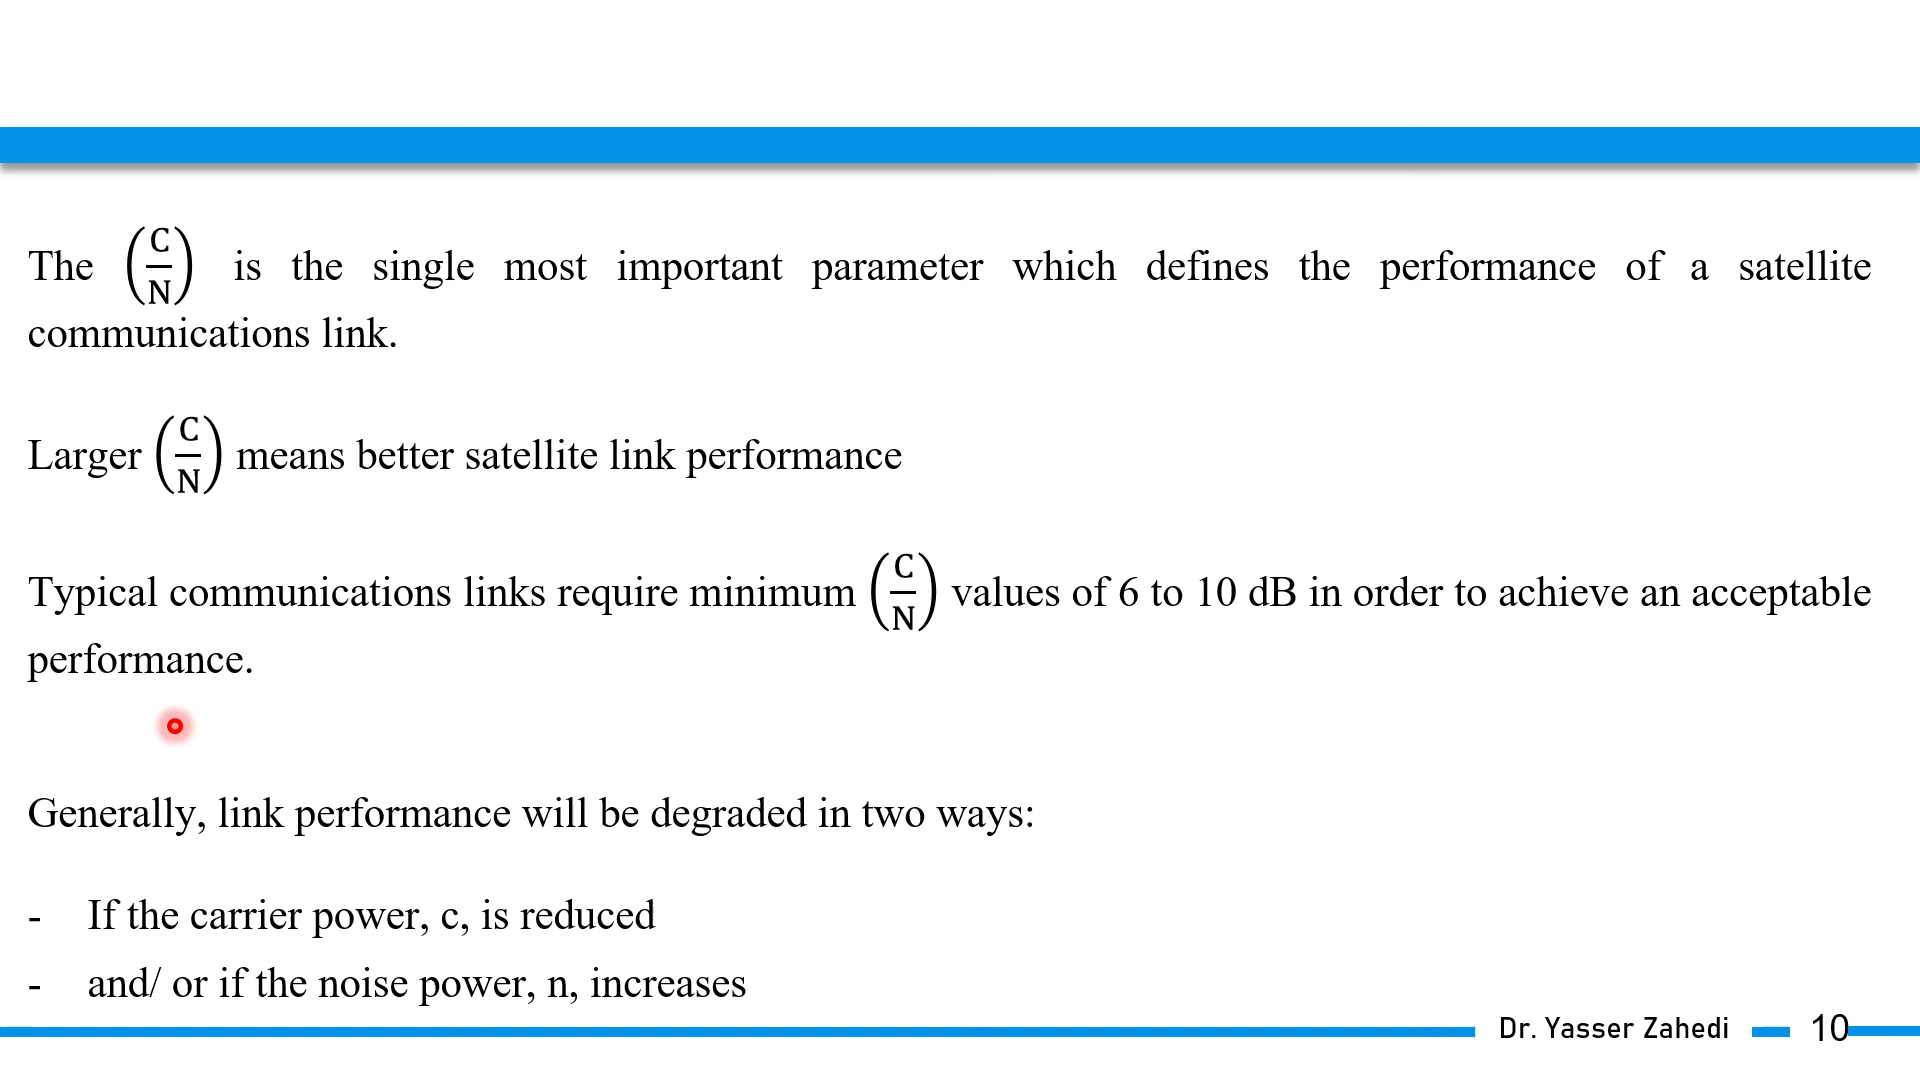 The (C/N) is the single most important parameter which defines the performance of a satellite
communications link.
Larger (C/N) means better satellite link performance
Typical communications links require minimum (C/N) values of 6 to 10 dB in order to achieve an acceptable
performance.
Generally, link performance will be degraded in two ways:
- If the carrier power, c, is reduced
- and/ or if the noise power, n, increases
Dr. Yasser Zahedi 10